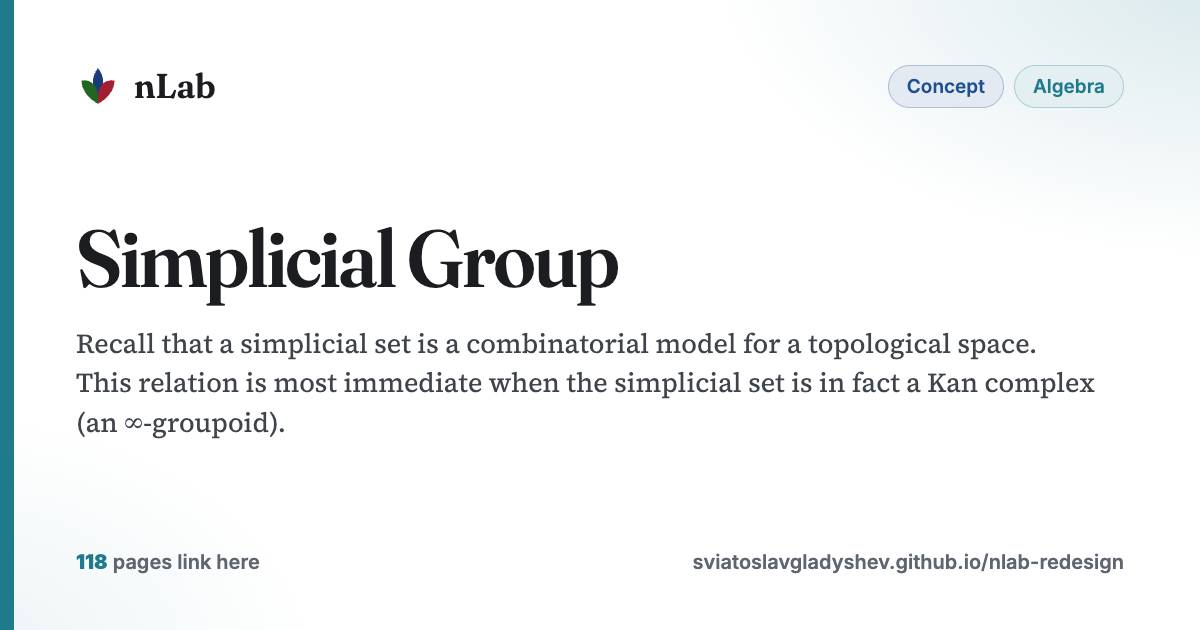 nLab
Concept
Algebra
Simplicial Group
Recall that a simplicial set is a combinatorial model for a topological space.
This relation is most immediate when the simplicial set is in fact a Kan complex
(an ∞-groupoid).
118 pages link here
sviatoslavgladyshev.github.io/nlab-redesign